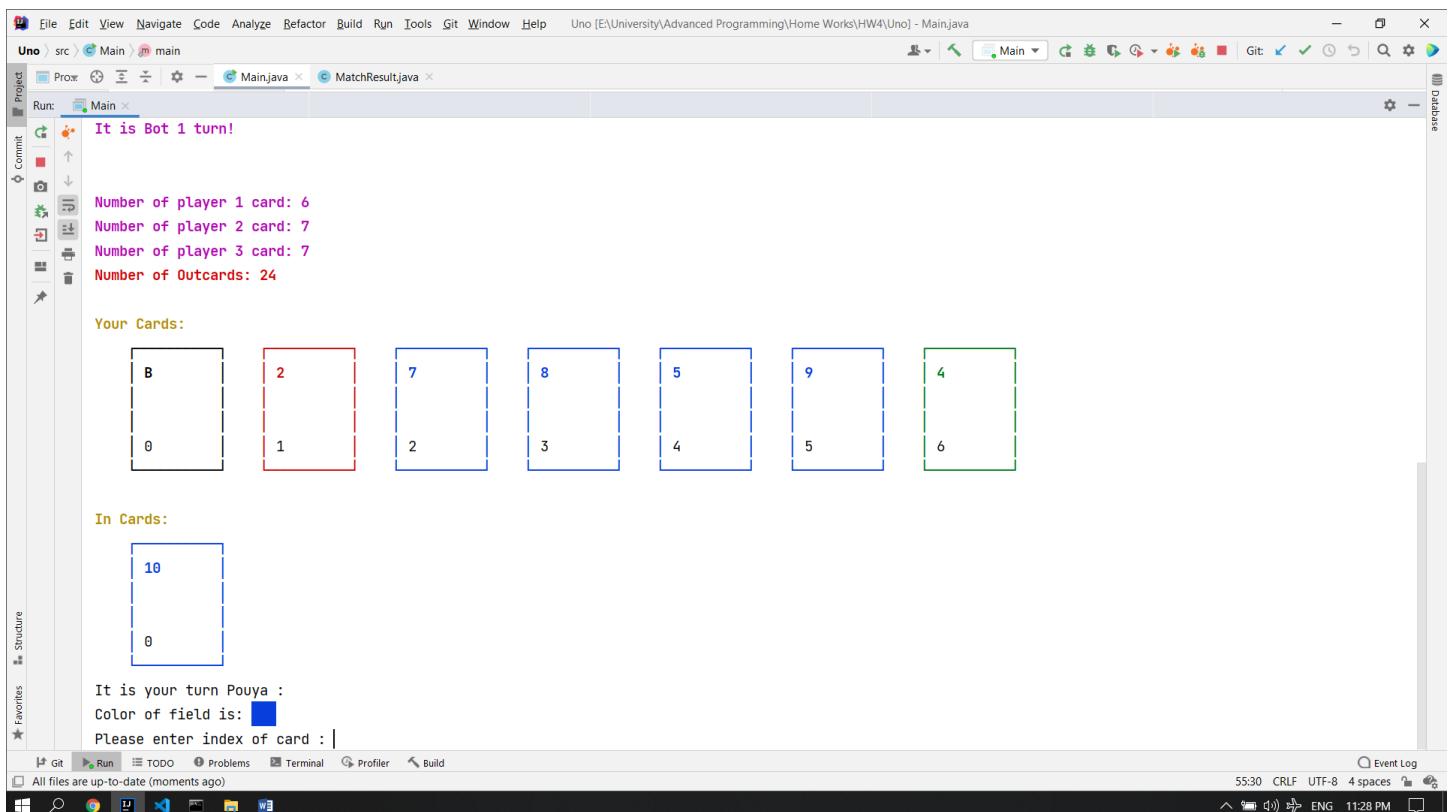 File Edit View Navigate Code Analyze Refactor Build Run Tools Git Window Help Uno [E:\University\Advanced Programming\Home Works\HW4\Uno] - Main.java
Uno src Main main Main Git:
Project Main.java MatchResult.java
Run: Main
Database
Commit
It is Bot 1 turn!
Number of player 1 card: 6
Number of player 2 card: 7
Number of player 3 card: 7
Number of Outcards: 24
Your Cards:
B 2 7 8 5 9 4
0 1 2 3 4 5 6
In Cards:
10
0
Structure
Favorites
It is your turn Pouya :
Color of field is:
Please enter index of card :
Git Run TODO Problems Terminal Profiler Build Event Log
All files are up-to-date (moments ago) 55:30 CRLF UTF-8 4 spaces
ENG 11:28 PM